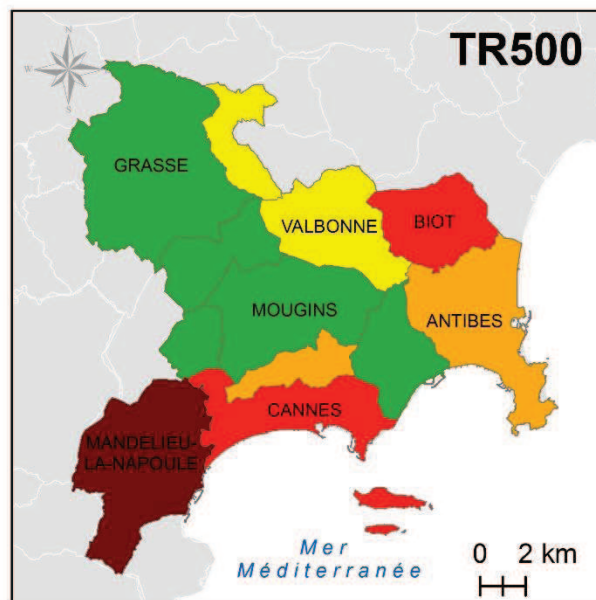 TR500
N
W
E
S
GRASSE
VALBONNE
BIOT
MOUGINS
ANTIBES
CANNES
MANDELIEU-
LA-NAPOULE
Mer
Méditerranée
0 2 km